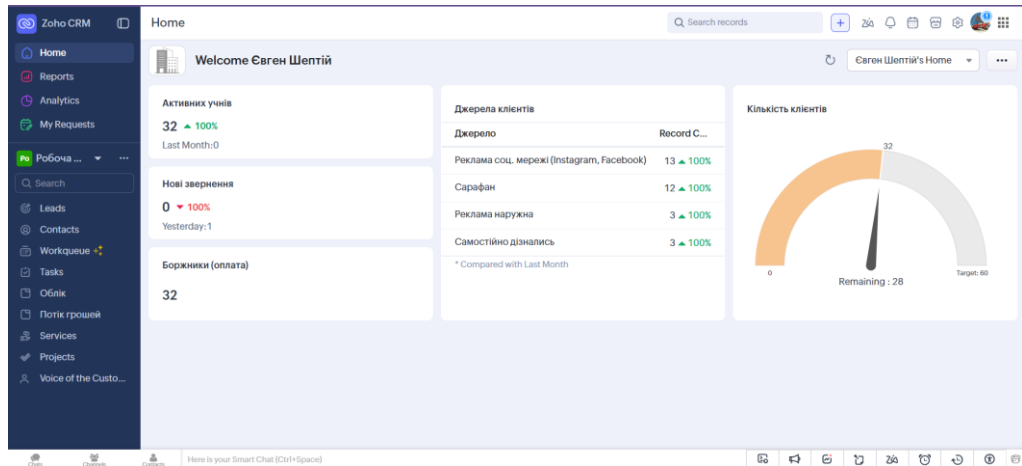 Zoho CRM
Home
Search records
Home
Reports
Analytics
My Requests
Po Робоча ...
Search
Leads
Contacts
Workqueue
Tasks
Облік
Потік грошей
Services
Projects
Voice of the Custo...
Welcome Євген Шептій
Євген Шептій's Home
Активних учнів
32 100%
Last Month:0
Нові звернення
0 100%
Yesterday:1
Боржники (оплата)
32
Джерела клієнтів
Джерело Record C...
Реклама соц. мережі (Instagram, Facebook) 13 100%
Сарафан 12 100%
Реклама наружна 3 100%
Самостійно дізнались 3 100%
* Compared with Last Month
Кількість клієнтів
32
0
Target: 60
Remaining : 28
Chats
Channels
Contacts
Here is your Smart Chat (Ctrl+Space)